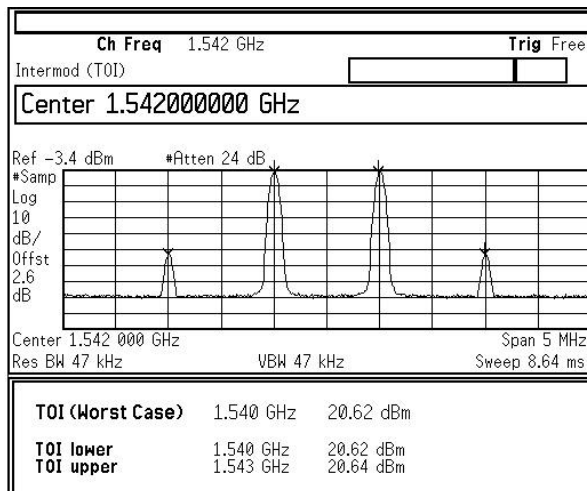 Ch Freq 1.542 GHz Trig Free
Intermod (TOI)
Center 1.542000000 GHz
Ref -3.4 dBm #Atten 24 dB
#Samp
Log
10
dB/
Offst
2.6
dB
Center 1.542 000 GHz Span 5 MHz
Res BW 47 kHz VBW 47 kHz Sweep 8.64 ms
TOI (Worst Case) 1.540 GHz 20.62 dBm
TOI lower 1.540 GHz 20.62 dBm
TOI upper 1.543 GHz 20.64 dBm